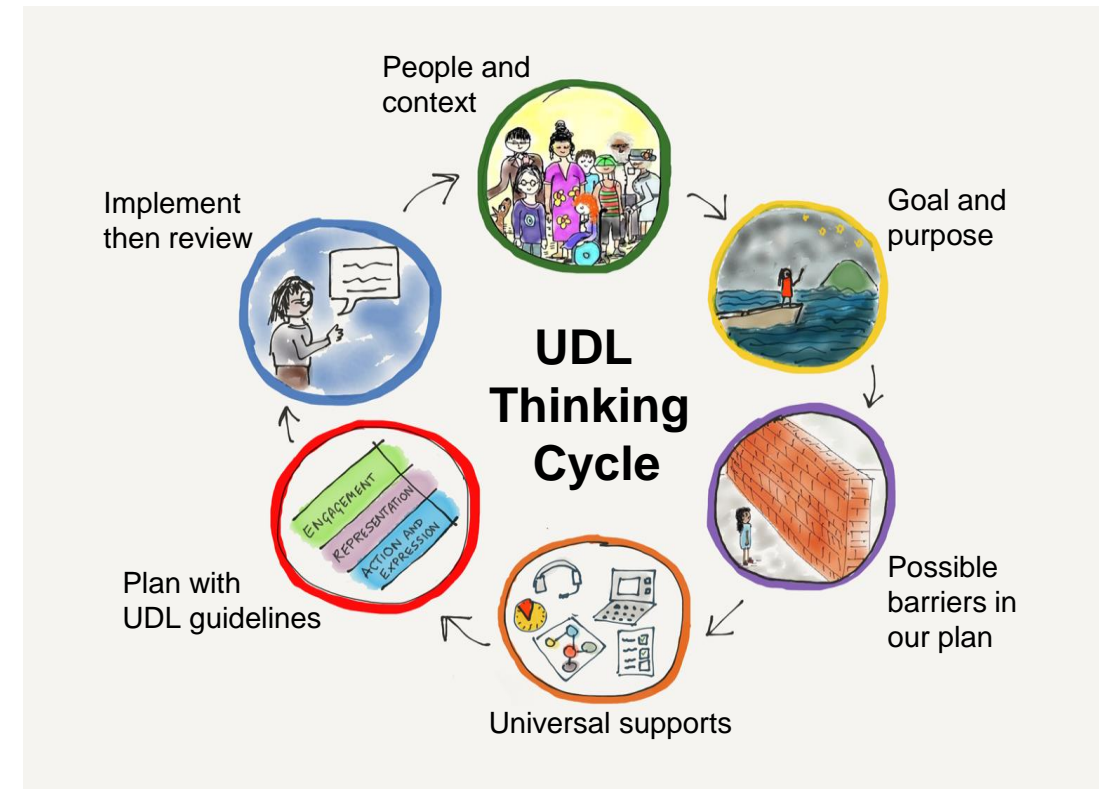 People and
context
Goal and
purpose
Possible
barriers in
our plan
Universal supports
Plan with
UDL guidelines
ENGAGEMENT
REPRESENTATION
ACTION AND
EXPRESSION
Implement
then review
UDL
Thinking
Cycle